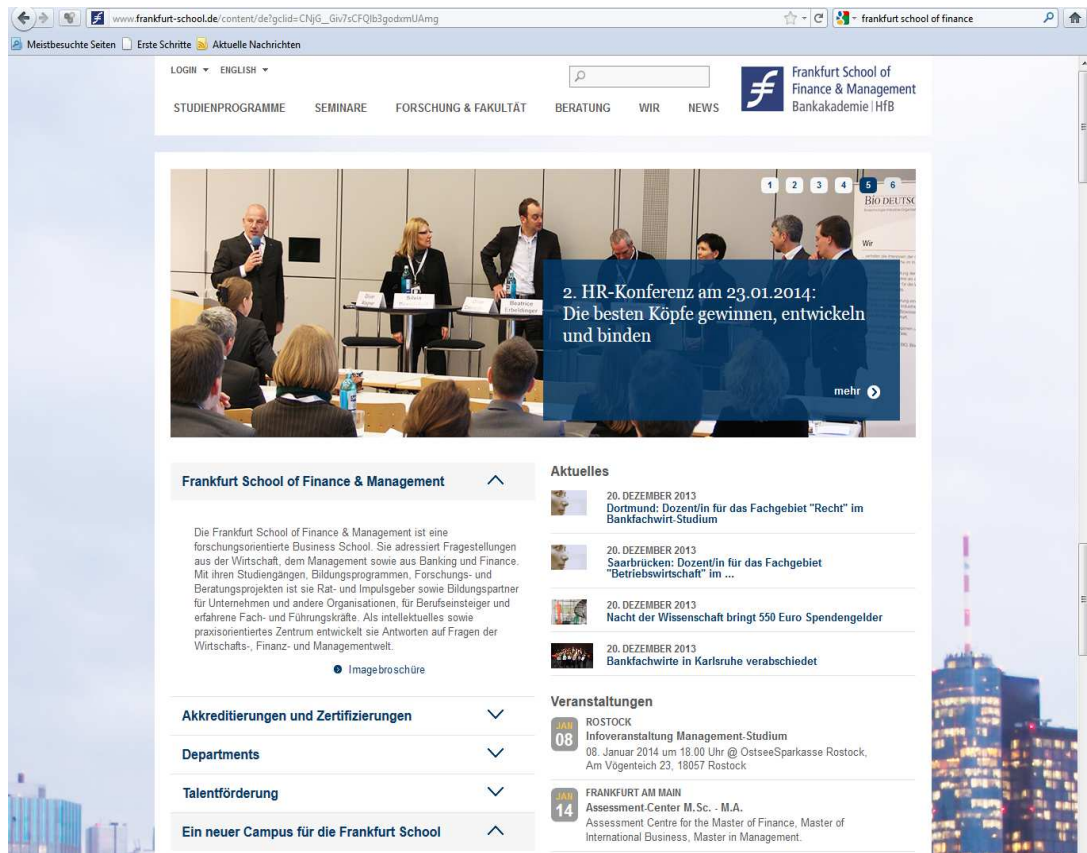 www.frankfurt-school.de/content/de?gclid=CNjG__Giv7sCFQlb3godxmUAmg
frankfurt school of finance
Meistbesuchte Seiten Erste Schritte Aktuelle Nachrichten
LOGIN ENGLISH
STUDIENPROGRAMME SEMINARE FORSCHUNG & FAKULTÄT BERATUNG WIR NEWS
Frankfurt School of
Finance & Management
Bankakademie | HfB
1 2 3 4 5 6
BIO DEUTSC
Wir
2. HR-Konferenz am 23.01.2014:
Die besten Köpfe gewinnen, entwickeln
und binden
mehr
Frankfurt School of Finance & Management
Die Frankfurt School of Finance & Management ist eine
forschungsorientierte Business School. Sie adressiert Fragestellungen
aus der Wirtschaft, dem Management sowie aus Banking und Finance.
Mit ihren Studiengängen, Bildungsprogrammen, Forschungs- und
Beratungsprojekten ist sie Rat- und Impulsgeber sowie Bildungspartner
für Unternehmen und andere Organisationen, für Berufseinsteiger und
erfahrene Fach- und Führungskräfte. Als intellektuelles sowie
praxisorientiertes Zentrum entwickelt sie Antworten auf Fragen der
Wirtschafts-, Finanz- und Managementwelt.
Imagebroschüre
Akkreditierungen und Zertifizierungen
Departments
Talentförderung
Ein neuer Campus für die Frankfurt School
Aktuelles
20. DEZEMBER 2013
Dortmund: Dozent/in für das Fachgebiet "Recht" im
Bankfachwirt-Studium
20. DEZEMBER 2013
Saarbrücken: Dozent/in für das Fachgebiet
"Betriebswirtschaft" im ...
20. DEZEMBER 2013
Nacht der Wissenschaft bringt 550 Euro Spendengelder
20. DEZEMBER 2013
Bankfachwirte in Karlsruhe verabschiedet
Veranstaltungen
JAN
08
ROSTOCK
Infoveranstaltung Management-Studium
08. Januar 2014 um 18.00 Uhr @ OstseeSparkasse Rostock,
Am Vögenteich 23, 18057 Rostock
JAN
14
FRANKFURT AM MAIN
Assessment-Center M.Sc. - M.A.
Assessment Centre for the Master of Finance, Master of
International Business, Master in Management.